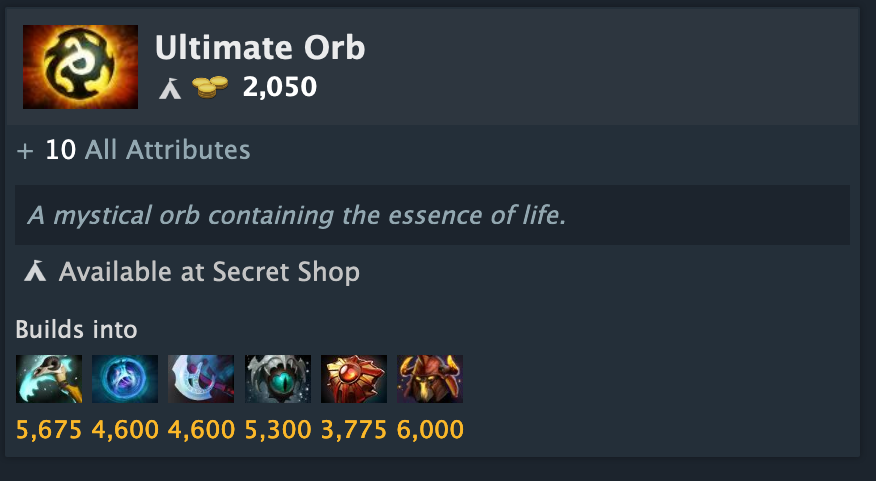 Ultimate Orb
2,050
+ 10 All Attributes
A mystical orb containing the essence of life.
Available at Secret Shop
Builds into
5,675 4,600 4,600 5,300 3,775 6,000